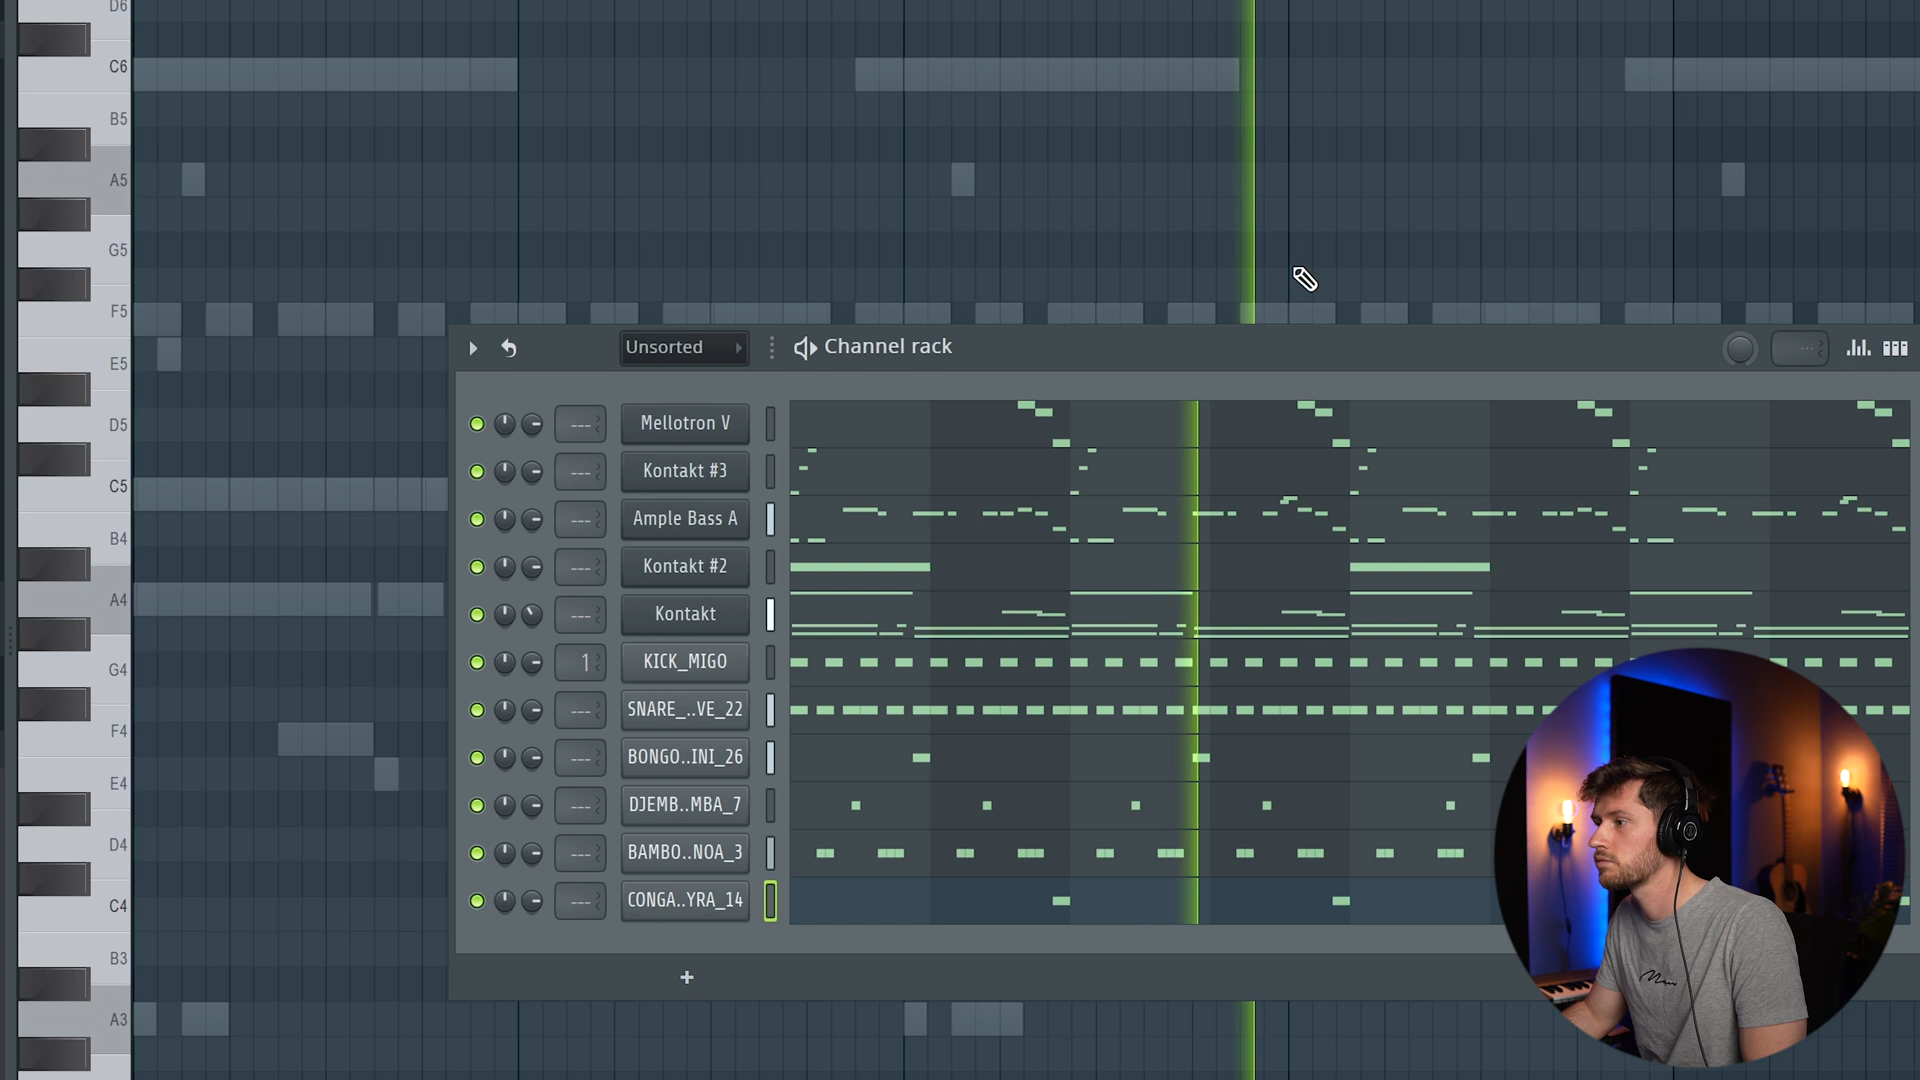 D6
C6
B5
A5
G5
F5
E5
D5
C5
B4
A4
G4
F4
E4
D4
C4
B3
A3
Unsorted
Channel rack
Mellotron V
Kontakt #3
Ample Bass A
Kontakt #2
Kontakt
1 KICK_MIGO
SNARE_..VE_22
BONGO..INI_26
DJEMB..MBA_7
BAMBO..NOA_3
CONGA..YRA_14
+